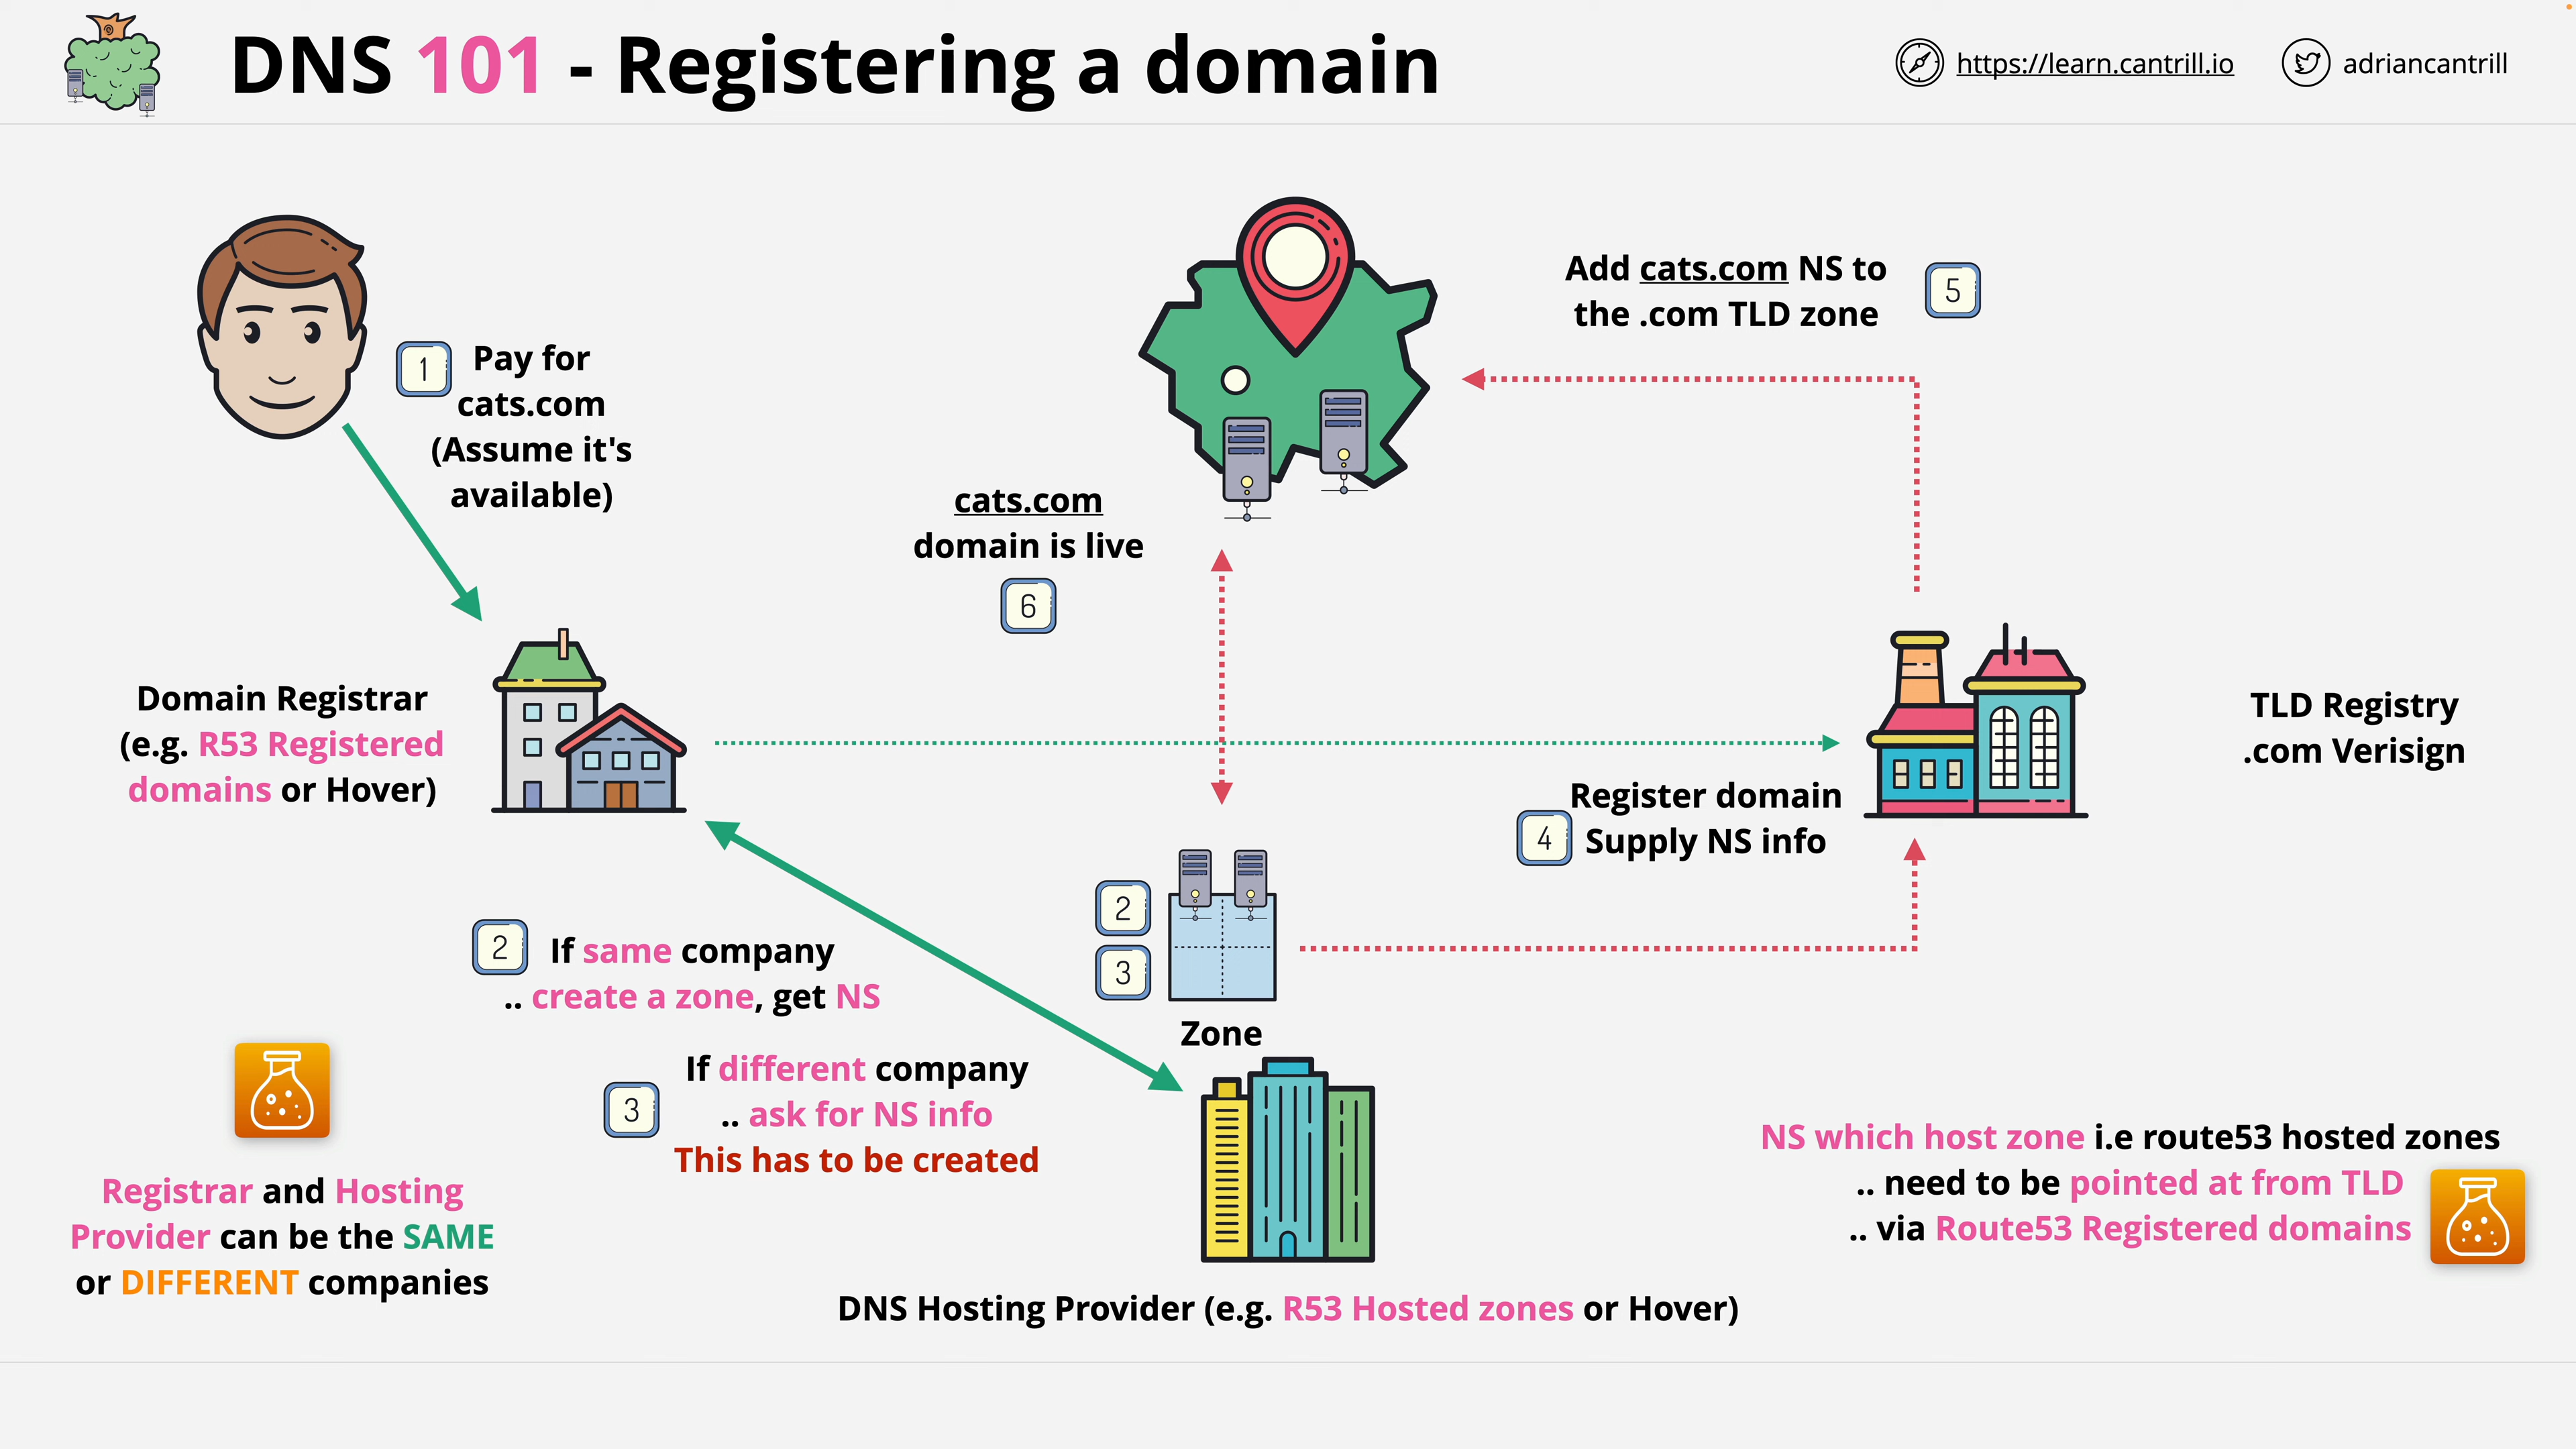 DNS 101 - Registering a domain
https://learn.cantrill.io
adriancantrill
1
Pay for
cats.com
(Assume it's
available)
Add cats.com NS to
the .com TLD zone
5
cats.com
domain is live
6
Domain Registrar
(e.g. R53 Registered
domains or Hover)
TLD Registry
.com Verisign
4
Register domain
Supply NS info
2
If same company
.. create a zone, get NS
2
3
Zone
3
If different company
.. ask for NS info
This has to be created
Registrar and Hosting
Provider can be the SAME
or DIFFERENT companies
NS which host zone i.e route53 hosted zones
.. need to be pointed at from TLD
.. via Route53 Registered domains
DNS Hosting Provider (e.g. R53 Hosted zones or Hover)